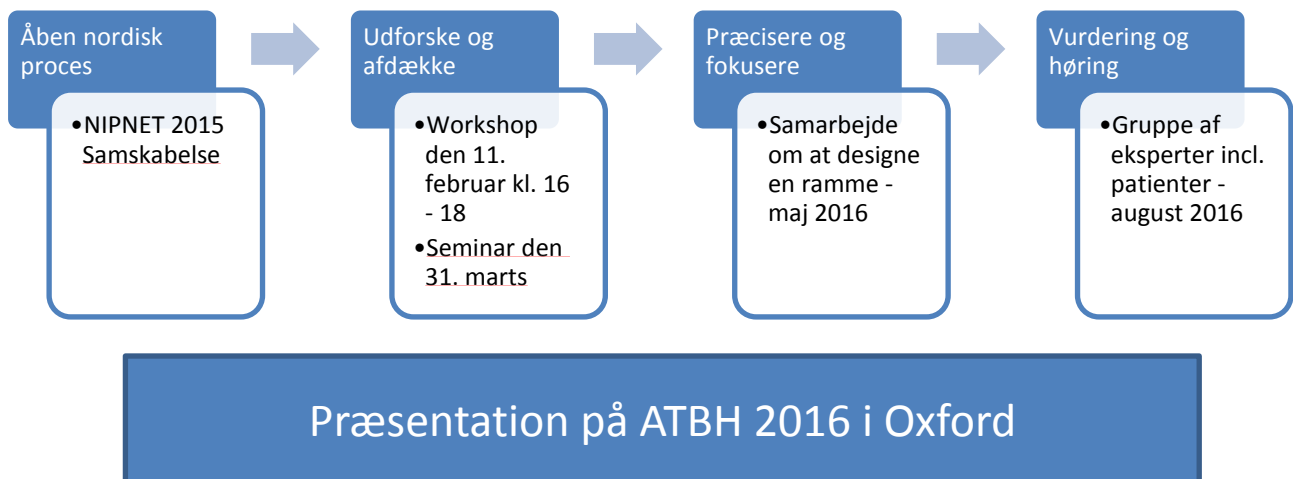 Åben nordisk
proces
•NIPNET 2015
Samskabelse
Udforske og
afdække
•Workshop
den 11.
februar kl. 16
- 18
•Seminar den
31. marts
Præcisere og
fokusere
•Samarbejde
om at designe
en ramme -
maj 2016
Vurdering og
høring
•Gruppe af
eksperter incl.
patienter -
august 2016
Præsentation på ATBH 2016 i Oxford